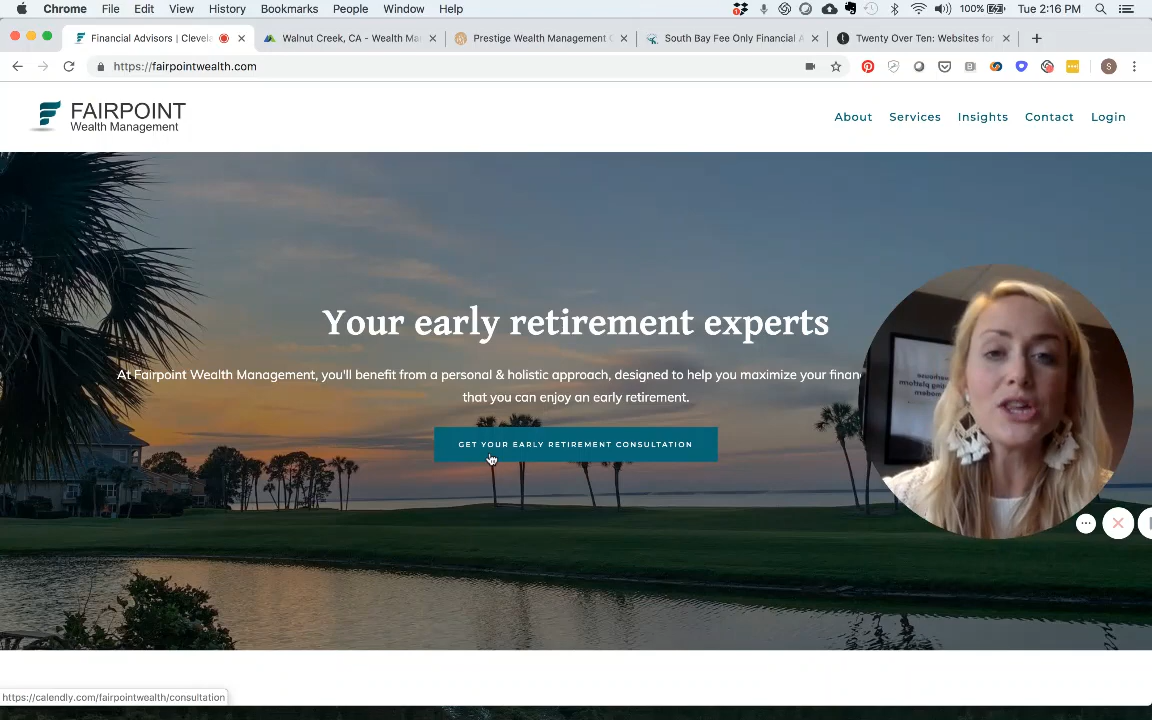 Chrome File Edit View History Bookmarks People Window Help 100% Tue 2:16 PM
Financial Advisors | Clevela
Walnut Creek, CA - Wealth Ma
Prestige Wealth Management
South Bay Fee Only Financial A
Twenty Over Ten: Websites for
https://fairpointwealth.com
FAIRPOINT
Wealth Management
About Services Insights Contact Login
Your early retirement experts
At Fairpoint Wealth Management, you'll benefit from a personal & holistic approach, designed to help you maximize your finan
that you can enjoy an early retirement.
GET YOUR EARLY RETIREMENT CONSULTATION
https://calendly.com/fairpointwealth/consultation